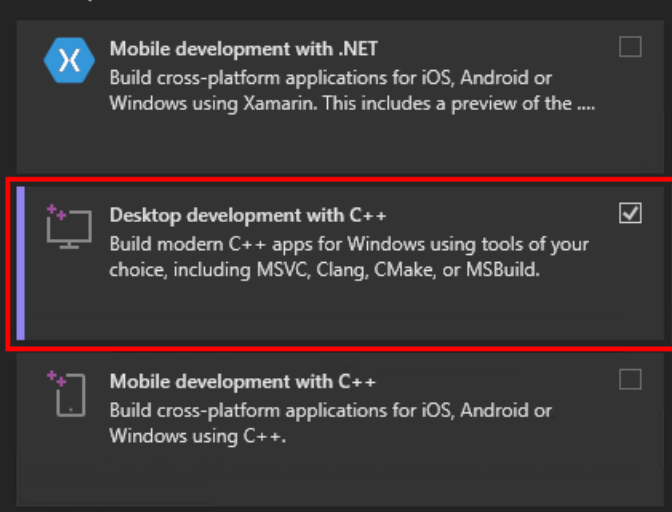 Mobile development with .NET
Build cross-platform applications for iOS, Android or
Windows using Xamarin. This includes a preview of the ....
Desktop development with C++
Build modern C++ apps for Windows using tools of your
choice, including MSVC, Clang, CMake, or MSBuild.
Mobile development with C++
Build cross-platform applications for iOS, Android or
Windows using C++.